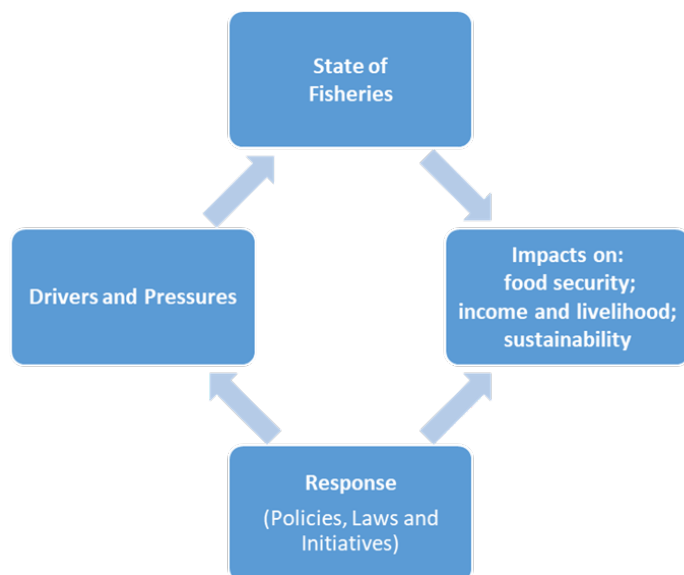 State of
Fisheries
Drivers and Pressures
Impacts on:
food security;
income and livelihood;
sustainability
Response
(Policies, Laws and
Initiatives)